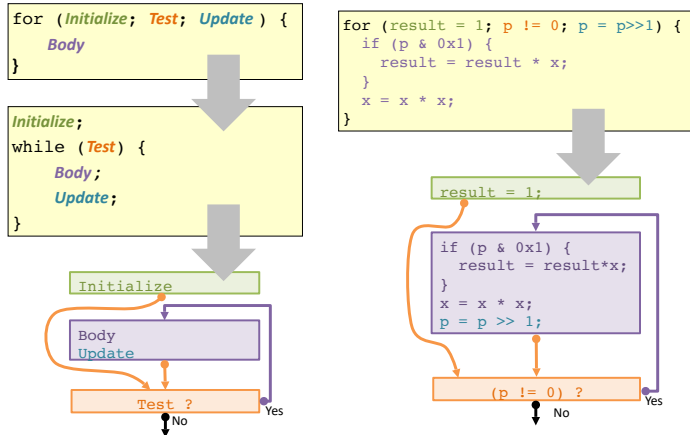 for (Initialize; Test; Update ) {
Body
}
Initialize;
while (Test) {
Body;
Update;
}
Initialize
Body
Update
Test ?
Yes
No
for (result = 1; p != 0; p = p>>1) {
if (p & 0x1) {
result = result * x;
}
x = x * x;
}
result = 1;
if (p & 0x1) {
result = result*x;
}
x = x * x;
p = p >> 1;
(p != 0) ?
Yes
No